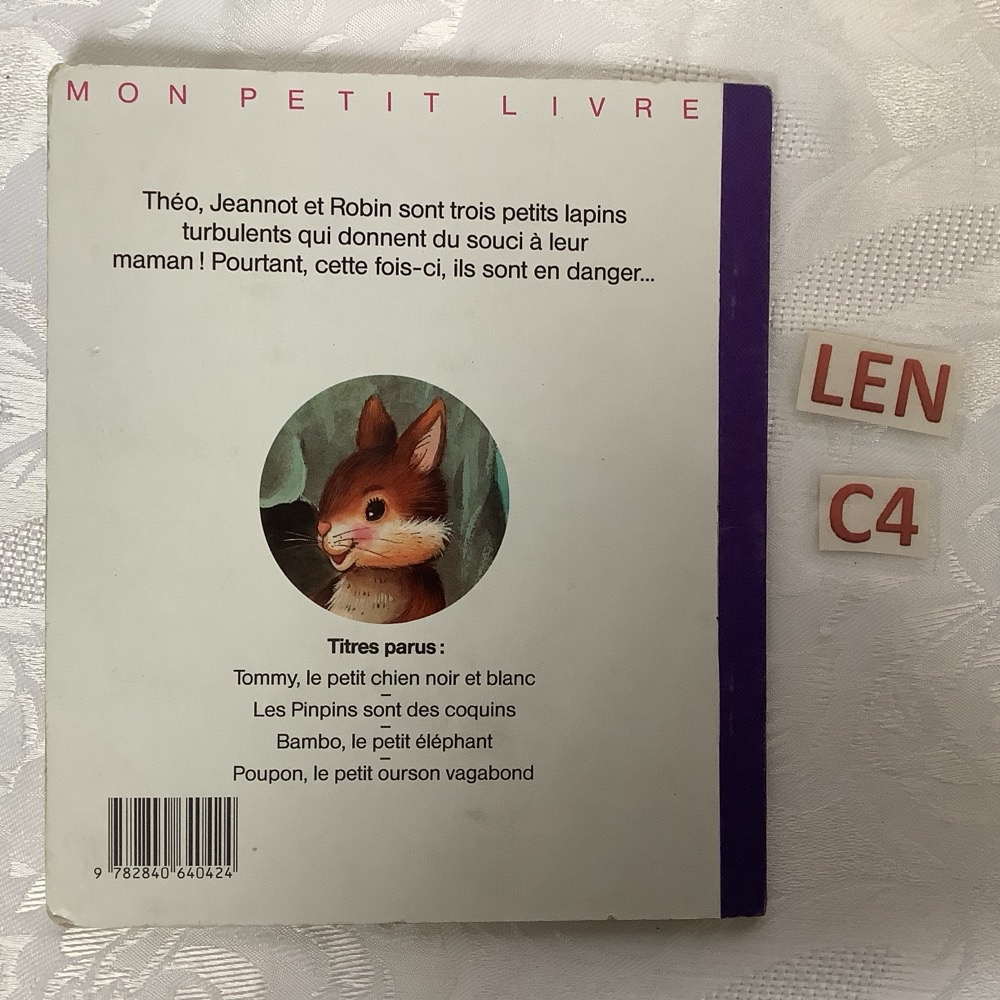 MON PETIT LIVRE
Théo, Jeannot et Robin sont trois petits lapins
turbulents qui donnent du souci à leur
maman ! Pourtant, cette fois-ci, ils sont en danger...
LEN
C4
Titres parus :
Tommy, le petit chien noir et blanc
–
Les Pinpins sont des coquins
–
Bambo, le petit éléphant
–
Poupon, le petit ourson vagabond
9 782840 640424